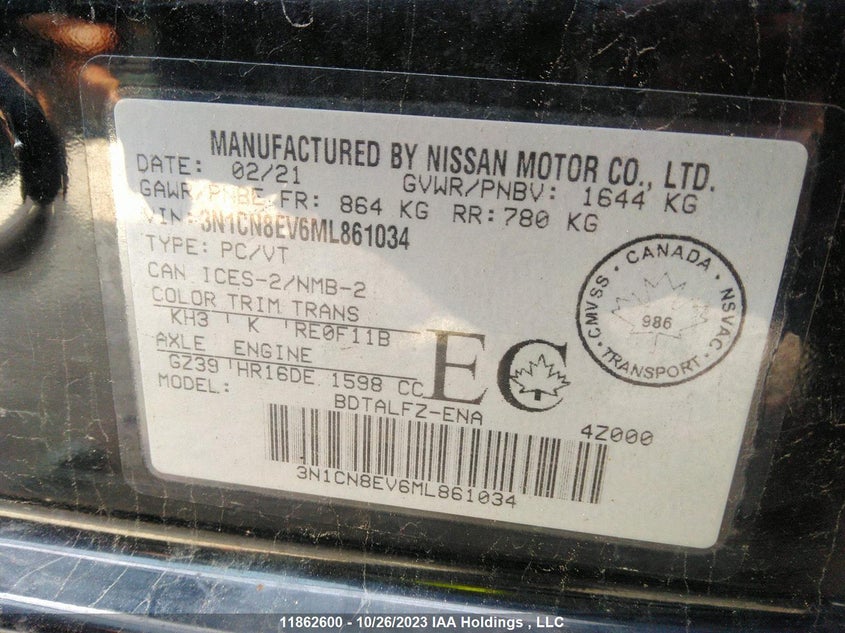 MANUFACTURED BY NISSAN MOTOR CO., LTD.
DATE: 02/21 GVWR/PNBV: 1644 KG
GAWR/PNBE FR: 864 KG RR: 780 KG
VIN: 3N1CN8EV6ML861034
TYPE: PC/VT
CAN ICES-2/NMB-2
COLOR TRIM TRANS
KH3 K RE0F11B
AXLE ENGINE
GZ39 HR16DE 1598 CC
MODEL:
BDTALFZ-ENA
4Z000
3N1CN8EV6ML861034
EC
CANADA
CMVSS · NSVAC
986
TRANSPORT
11862600 - 10/26/2023 IAA Holdings , LLC